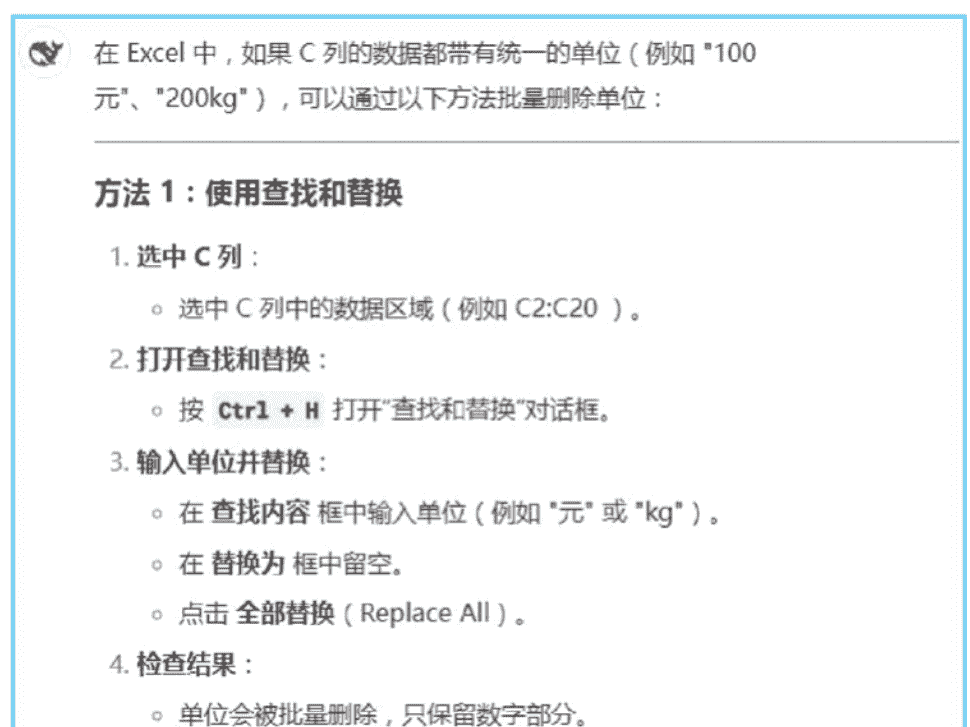 在 Excel 中，如果 C 列的数据都带有统一的单位（例如 "100
元"、"200kg"），可以通过以下方法批量删除单位：
方法 1：使用查找和替换
1. 选中 C 列：
○ 选中 C 列中的数据区域（例如 C2:C20 ）。
2. 打开查找和替换：
○ 按 Ctrl + H 打开“查找和替换”对话框。
3. 输入单位并替换：
○ 在 查找内容 框中输入单位（例如 "元" 或 "kg"）。
○ 在 替换为 框中留空。
○ 点击 全部替换（Replace All）。
4. 检查结果：
○ 单位会被批量删除，只保留数字部分。